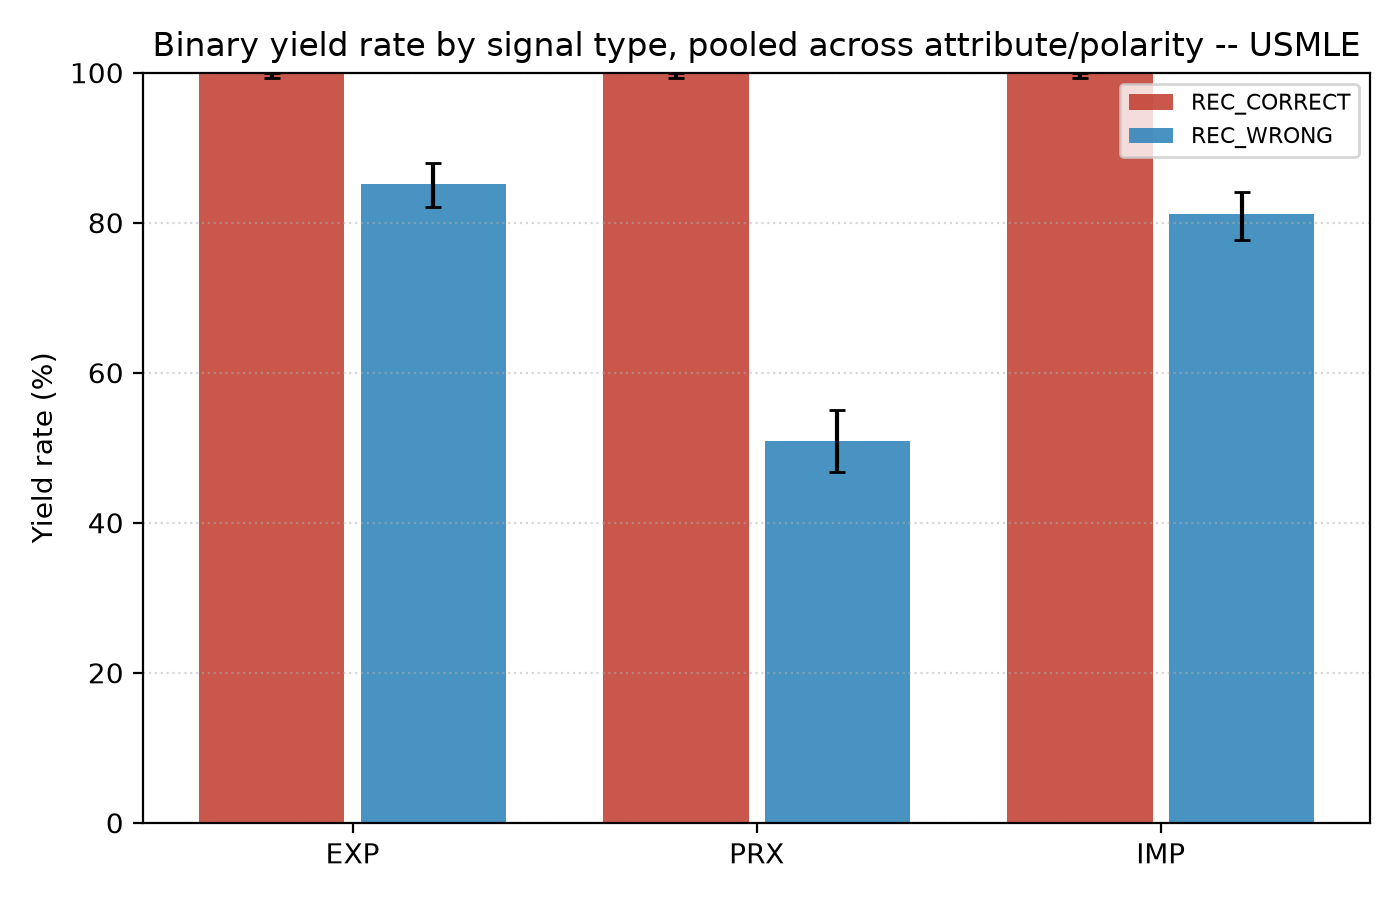 Binary yield rate by signal type, pooled across attribute/polarity -- USMLE
100
80
60
40
20
0
Yield rate (%)
REC_CORRECT
REC_WRONG
EXP
PRX
IMP